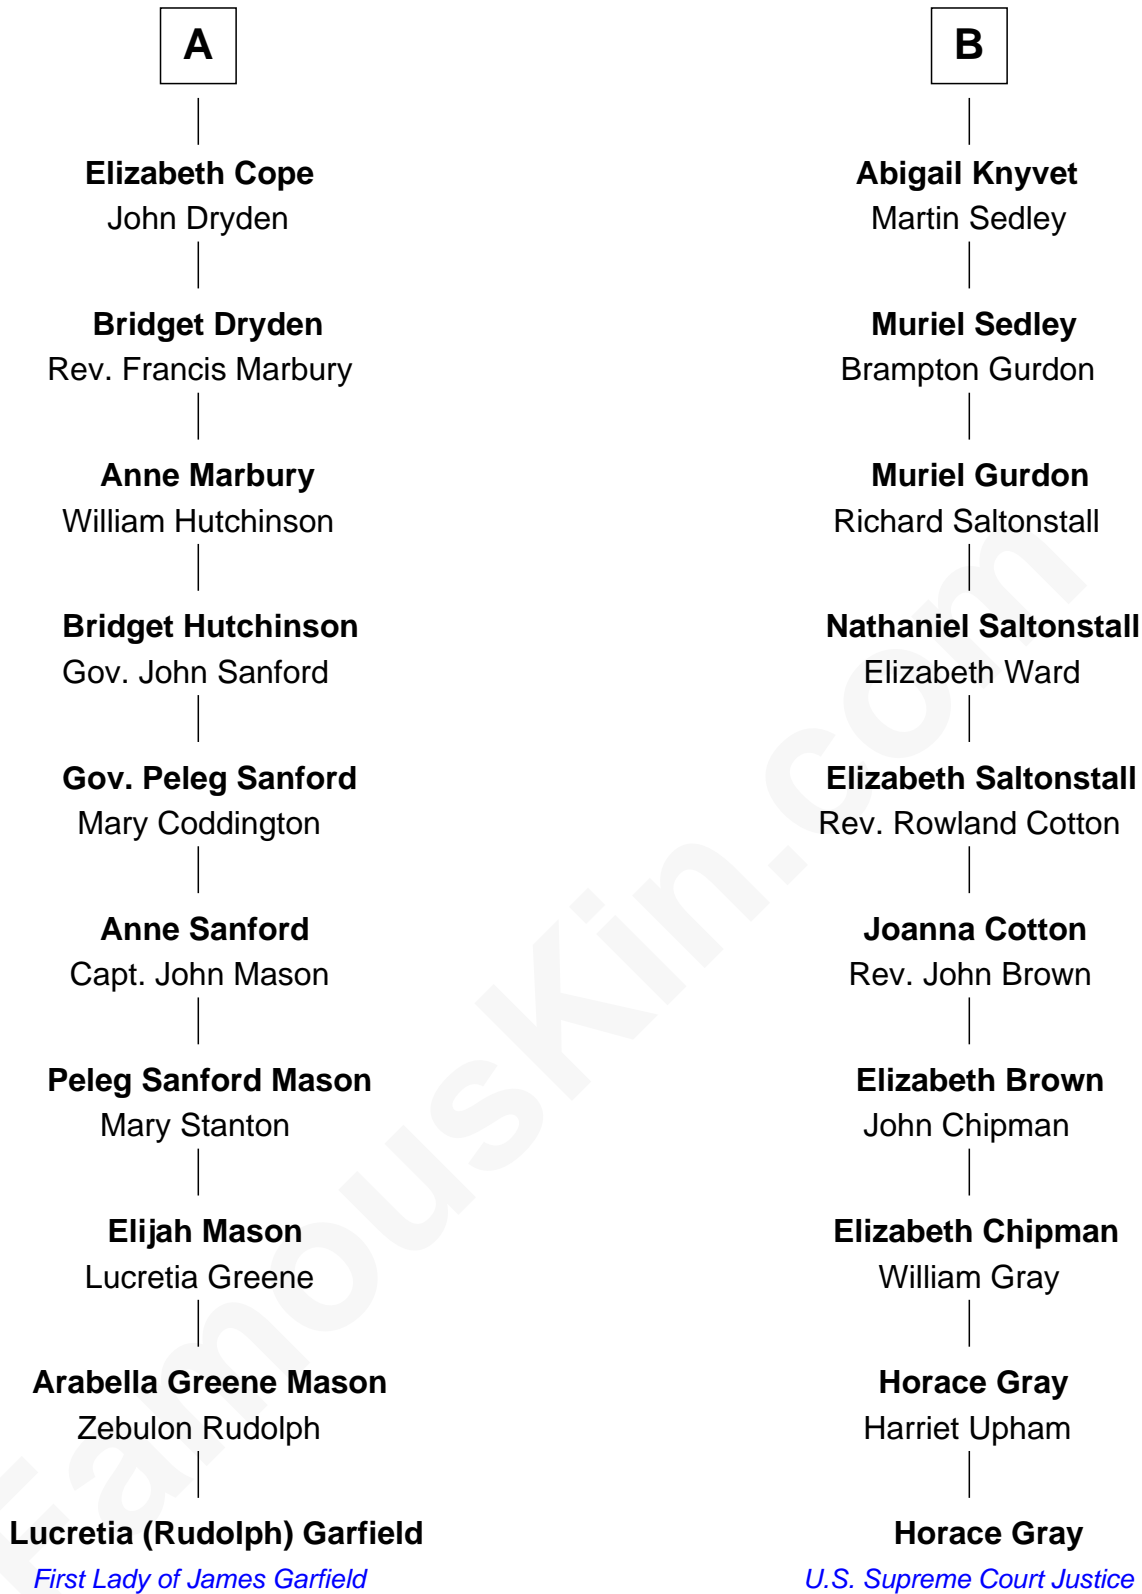 A
Elizabeth Cope
John Dryden
Bridget Dryden
Rev. Francis Marbury
Anne Marbury
William Hutchinson
Bridget Hutchinson
Gov. John Sanford
Gov. Peleg Sanford
Mary Coddington
Anne Sanford
Capt. John Mason
Peleg Sanford Mason
Mary Stanton
Elijah Mason
Lucretia Greene
Arabella Greene Mason
Zebulon Rudolph
Lucretia (Rudolph) Garfield
First Lady of James Garfield
B
Abigail Knyvet
Martin Sedley
Muriel Sedley
Brampton Gurdon
Muriel Gurdon
Richard Saltonstall
Nathaniel Saltonstall
Elizabeth Ward
Elizabeth Saltonstall
Rev. Rowland Cotton
Joanna Cotton
Rev. John Brown
Elizabeth Brown
John Chipman
Elizabeth Chipman
William Gray
Horace Gray
Harriet Upham
Horace Gray
U.S. Supreme Court Justice
FamousKin.com